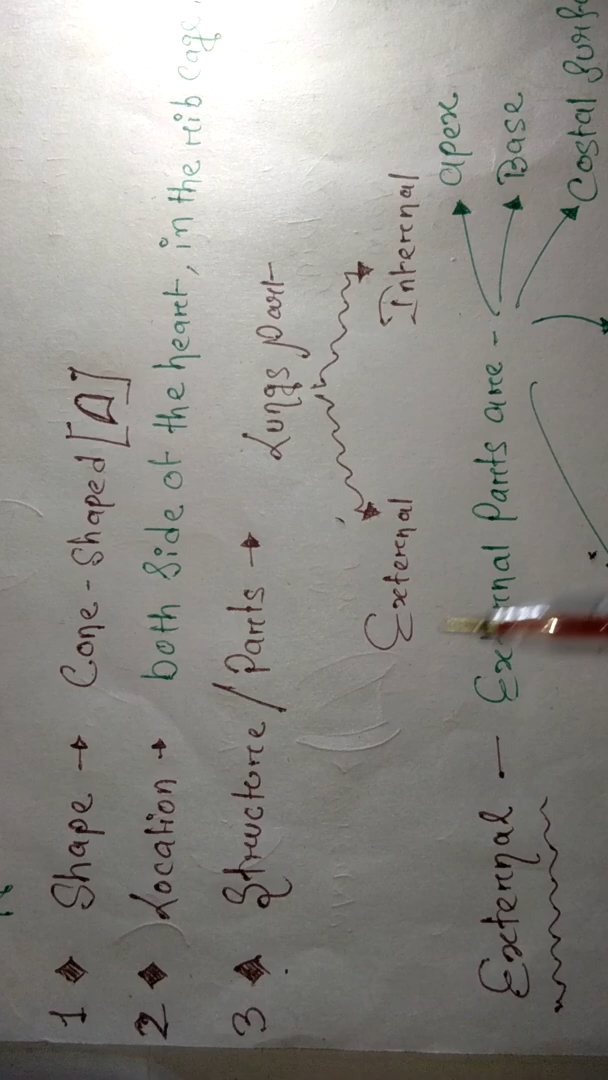 1 ◆ Shape → Cone-Shaped [△]
2 ◆ Location → both Side of the heart, in the rib cage.
3 ◆ Structure/Parts → Lungs part
External Internal
External — External Parts are -
apex
Base
Costal surf